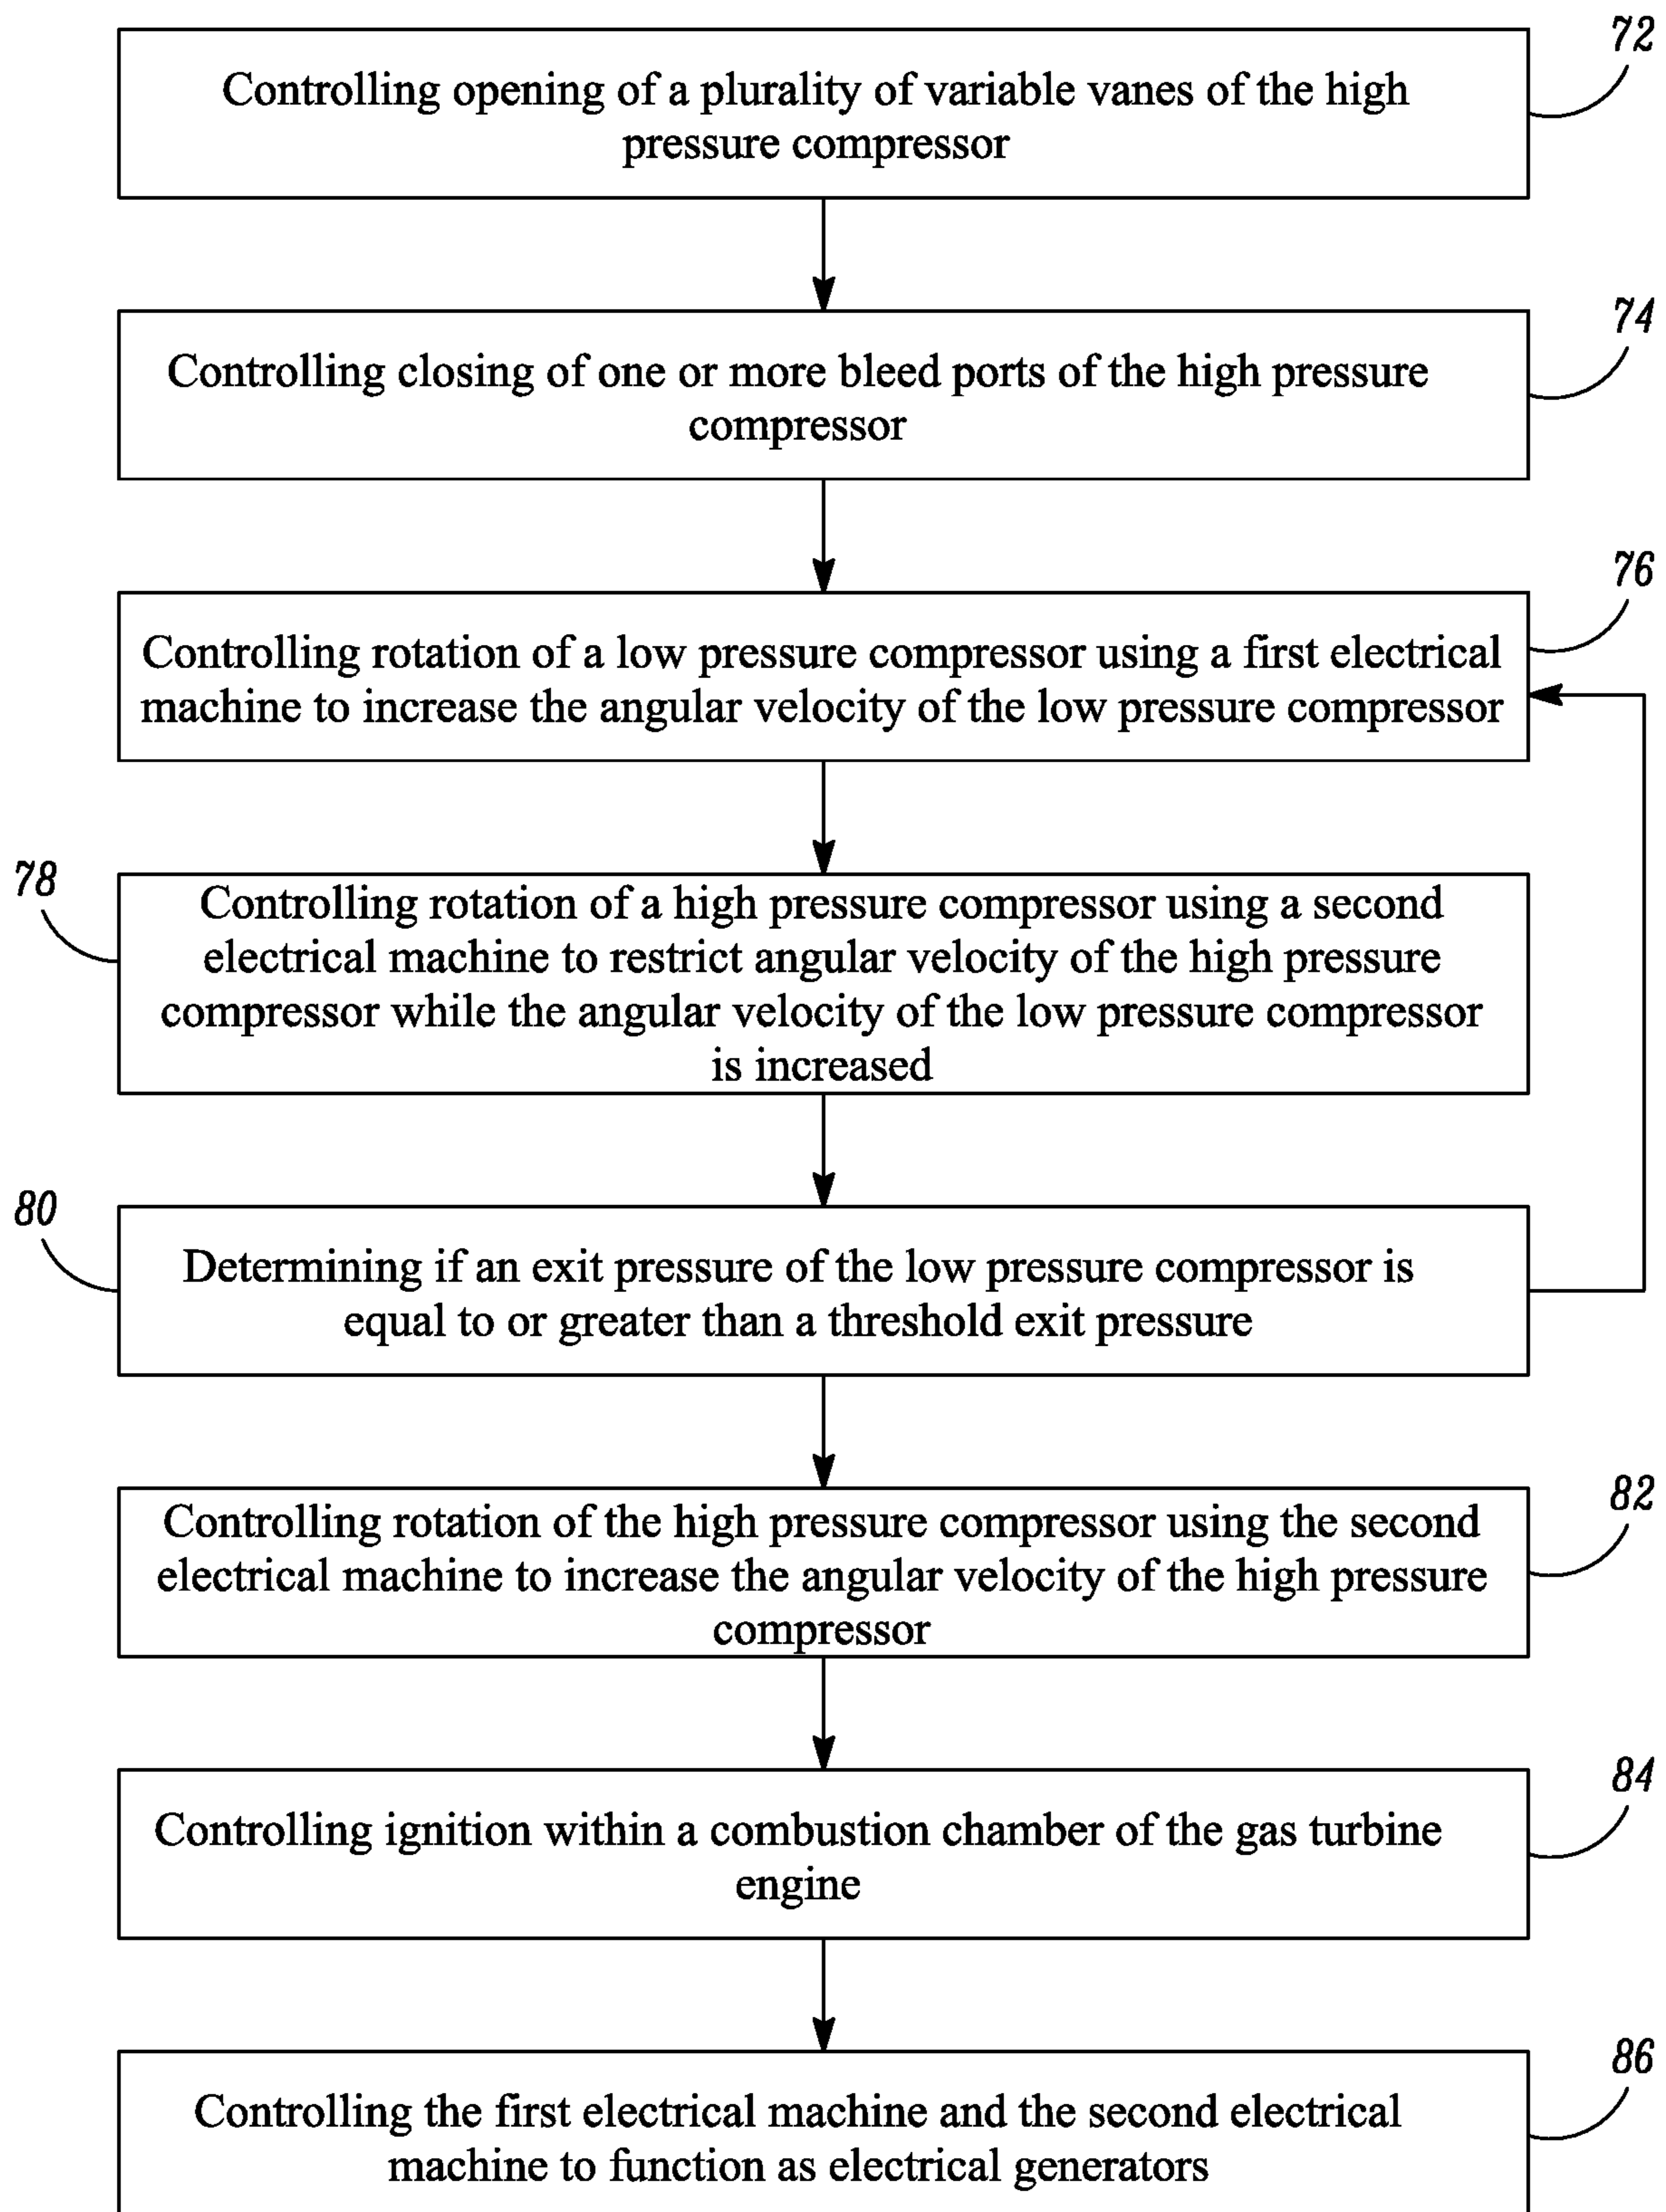 72
Controlling opening of a plurality of variable vanes of the high
pressure compressor
74
Controlling closing of one or more bleed ports of the high pressure
compressor
76
Controlling rotation of a low pressure compressor using a first electrical
machine to increase the angular velocity of the low pressure compressor
78
Controlling rotation of a high pressure compressor using a second
electrical machine to restrict angular velocity of the high pressure
compressor while the angular velocity of the low pressure compressor
is increased
80
Determining if an exit pressure of the low pressure compressor is
equal to or greater than a threshold exit pressure
82
Controlling rotation of the high pressure compressor using the second
electrical machine to increase the angular velocity of the high pressure
compressor
84
Controlling ignition within a combustion chamber of the gas turbine
engine
86
Controlling the first electrical machine and the second electrical
machine to function as electrical generators